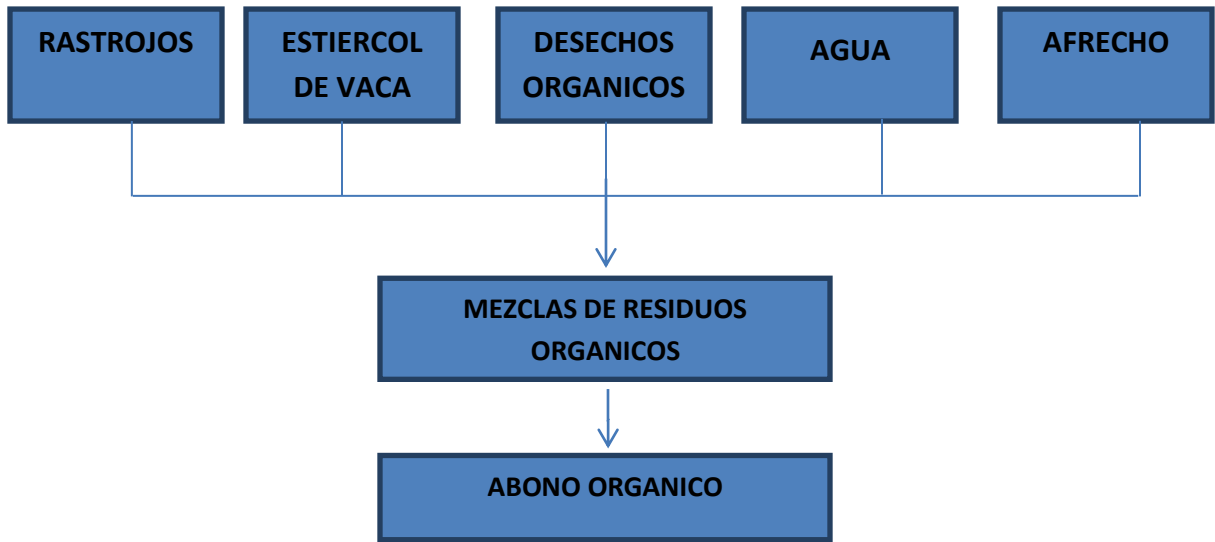 RASTROJOS
ESTIERCOL
DE VACA
DESECHOS
ORGANICOS
AGUA
AFRECHO
MEZCLAS DE RESIDUOS
ORGANICOS
ABONO ORGANICO